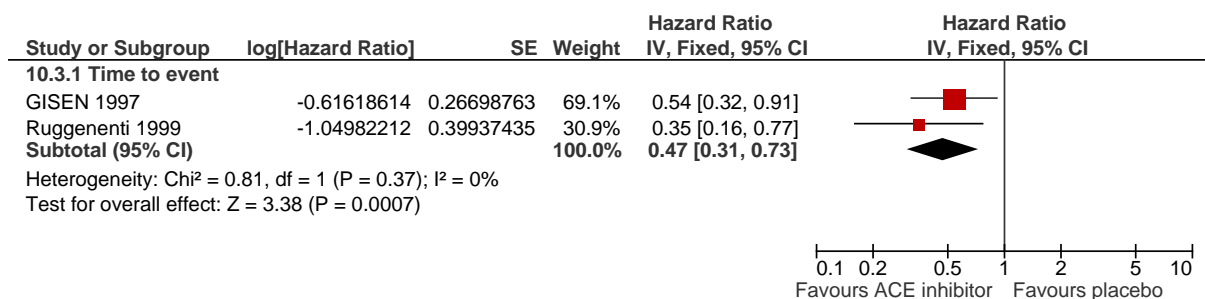 Hazard Ratio Hazard Ratio
Study or Subgroup log[Hazard Ratio] SE Weight IV, Fixed, 95% CI IV, Fixed, 95% CI
10.3.1 Time to event
GISEN 1997 -0.61618614 0.26698763 69.1% 0.54 [0.32, 0.91]
Ruggenenti 1999 -1.04982212 0.39937435 30.9% 0.35 [0.16, 0.77]
Subtotal (95% CI) 100.0% 0.47 [0.31, 0.73]
Heterogeneity: Chi² = 0.81, df = 1 (P = 0.37); I² = 0%
Test for overall effect: Z = 3.38 (P = 0.0007)
0.1 0.2 0.5 1 2 5 10
Favours ACE inhibitor Favours placebo